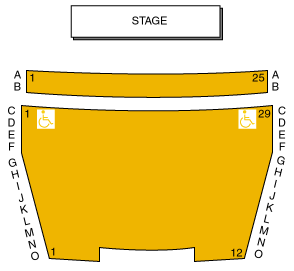 STAGE
A 1 25 A
B B
C 1 29 C
D D
E E
F F
G G
H H
I I
J J
K K
L L
M M
N N
O 1 12 O